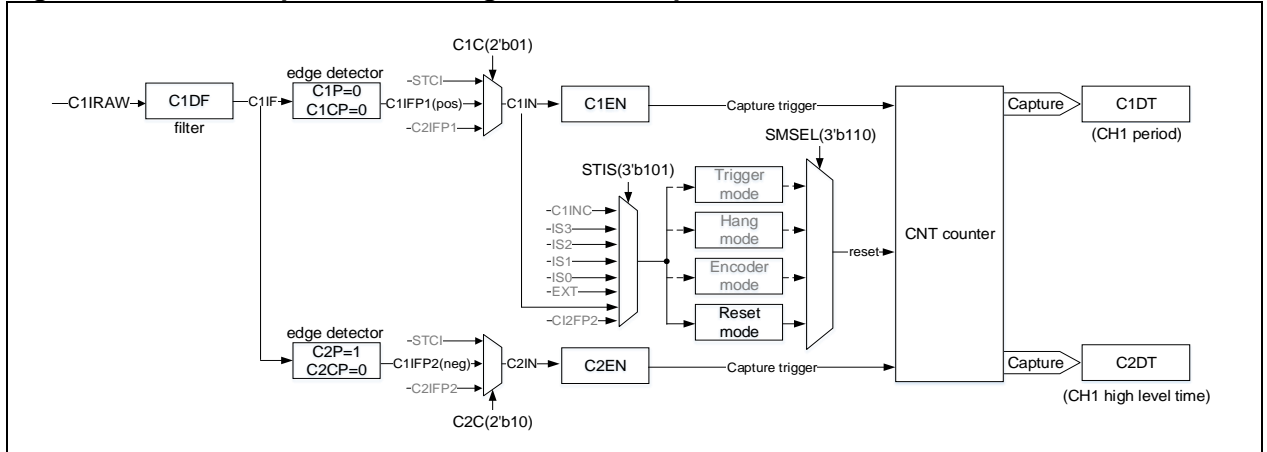 C1C(2'b01)
edge detector
C1IRAW
C1DF
filter
C1IF
C1P=0
C1CP=0
STCI
C1IFP1(pos)
C2IFP1
C1IN
C1EN
Capture trigger
Capture
C1DT
(CH1 period)
SMSEL(3'b110)
STIS(3'b101)
C1INC
IS3
IS2
IS1
IS0
EXT
CI2FP2
Trigger
mode
Hang
mode
Encoder
mode
Reset
mode
reset
CNT counter
edge detector
C2P=1
C2CP=0
STCI
C1IFP2(neg)
C2IFP2
C2IN
C2EN
Capture trigger
Capture
C2DT
(CH1 high level time)
C2C(2'b10)